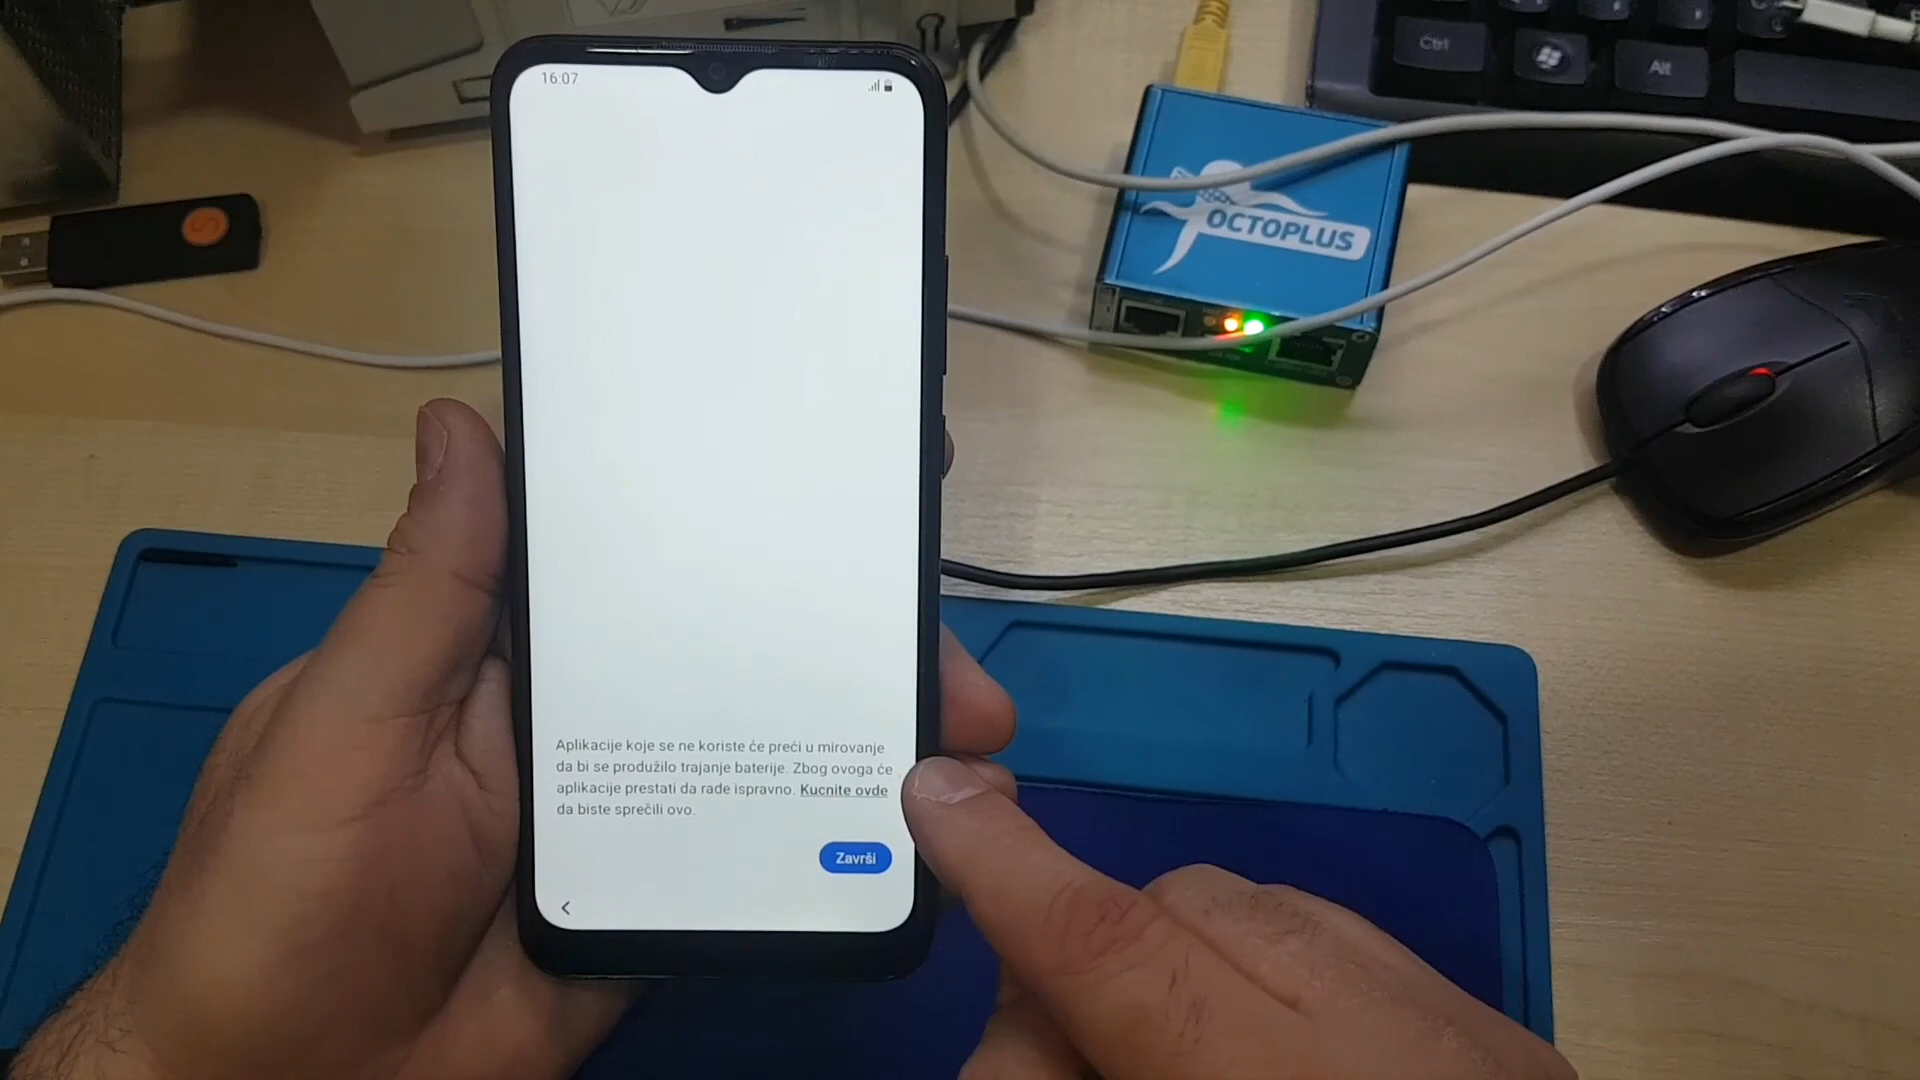 16:07
Ctrl
Alt
OCTOPLUS
Aplikacije koje se ne koriste će preći u mirovanje
da bi se produžilo trajanje baterije. Zbog ovoga će
aplikacije prestati da rade ispravno. Kucnite ovde
da biste sprečili ovo.
Završi